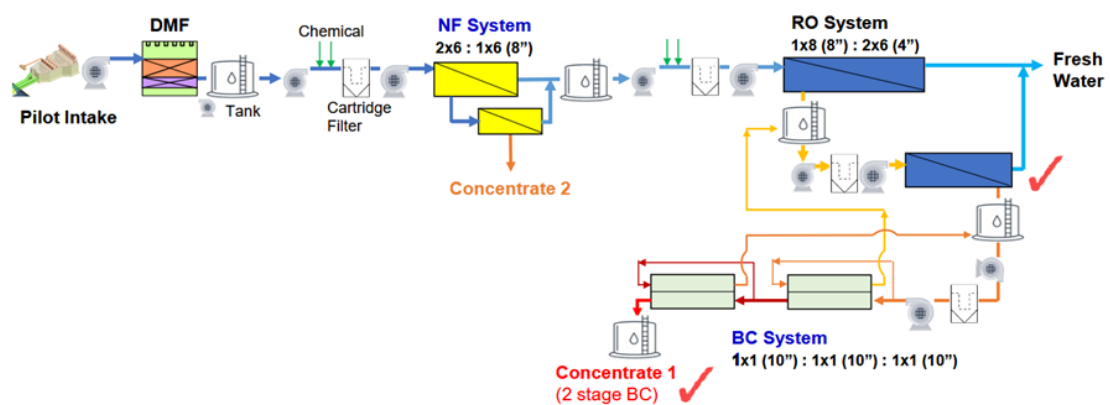 DMF
NF System
2x6 : 1x6 (8”)
RO System
1x8 (8”) : 2x6 (4”)
Chemical
Fresh
Water
Pilot Intake
Tank
Cartridge
Filter
Concentrate 2
BC System
1x1 (10”) : 1x1 (10”) : 1x1 (10”)
Concentrate 1
(2 stage BC)